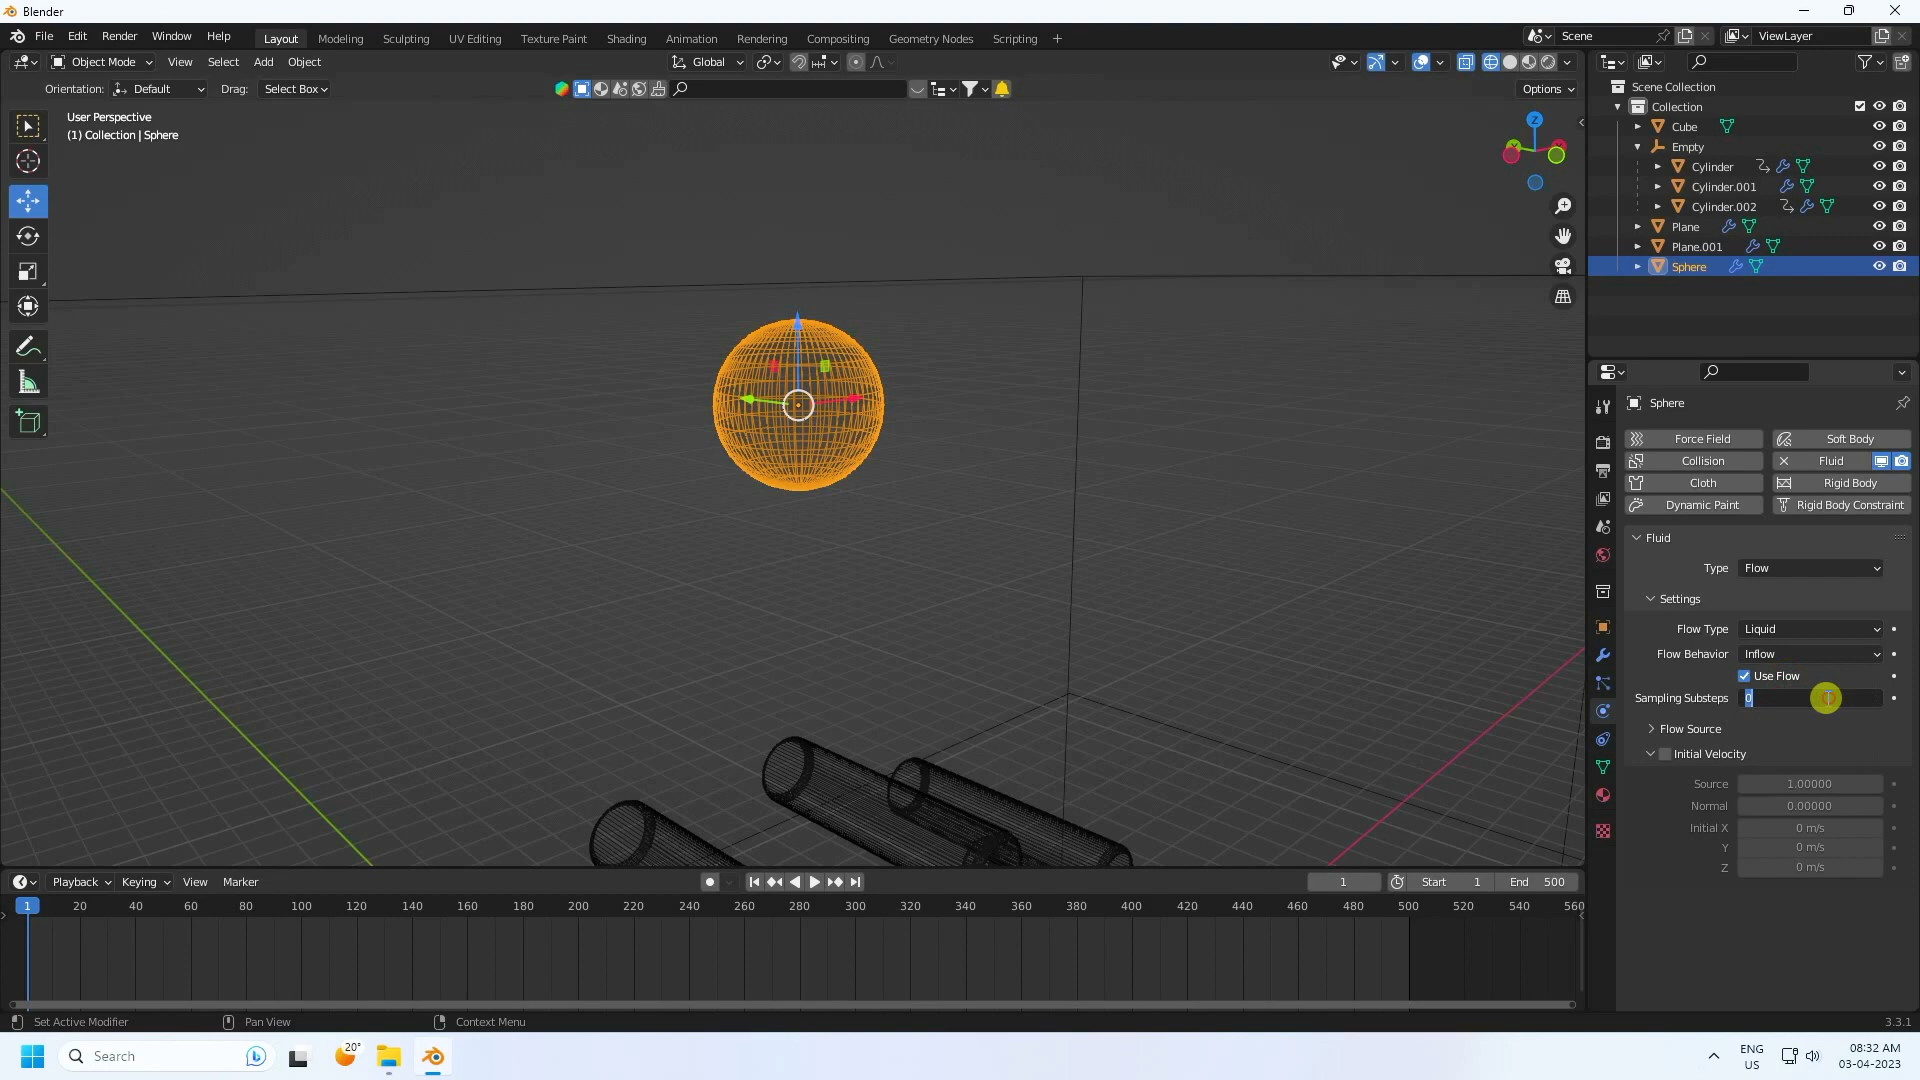 Blender
File Edit Render Window Help Layout Modeling Sculpting UV Editing Texture Paint Shading Animation Rendering Compositing Geometry Nodes Scripting + Scene ViewLayer
Object Mode View Select Add Object Global
Orientation: Default Drag: Select Box Options
User Perspective
(1) Collection | Sphere
Z
Scene Collection
Collection
Cube
Empty
Cylinder
Cylinder.001
Cylinder.002
Plane
Plane.001
Sphere
Sphere
Force Field Soft Body
Collision Fluid
Cloth Rigid Body
Dynamic Paint Rigid Body Constraint
Fluid
Type Flow
Settings
Flow Type Liquid
Flow Behavior Inflow
Use Flow
Sampling Substeps 0
Flow Source
Initial Velocity
Source 1.00000
Normal 0.00000
Initial X 0 m/s
Y 0 m/s
Z 0 m/s
Playback Keying View Marker 1 Start 1 End 500
1 20 40 60 80 100 120 140 160 180 200 220 240 260 280 300 320 340 360 380 400 420 440 460 480 500 520 540 560
Set Active Modifier Pan View Context Menu 3.3.1
Search 20° ENG US 08:32 AM
03-04-2023